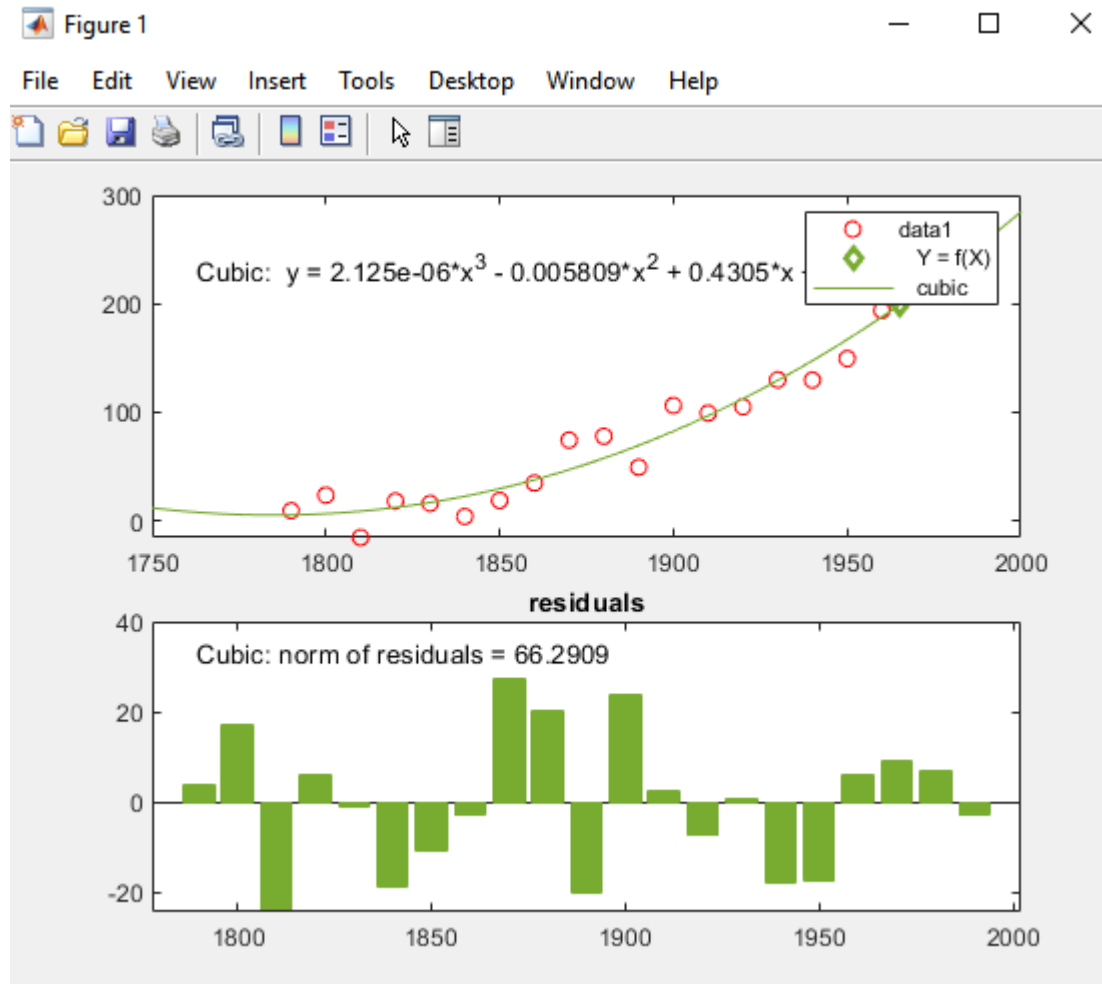 Figure 1
File Edit View Insert Tools Desktop Window Help
300
200
100
0
Cubic: y = 2.125e-06*x^3 - 0.005809*x^2 + 0.4305*x
data1
Y = f(X)
cubic
1750 1800 1850 1900 1950 2000
residuals
40
20
0
-20
Cubic: norm of residuals = 66.2909
1800 1850 1900 1950 2000